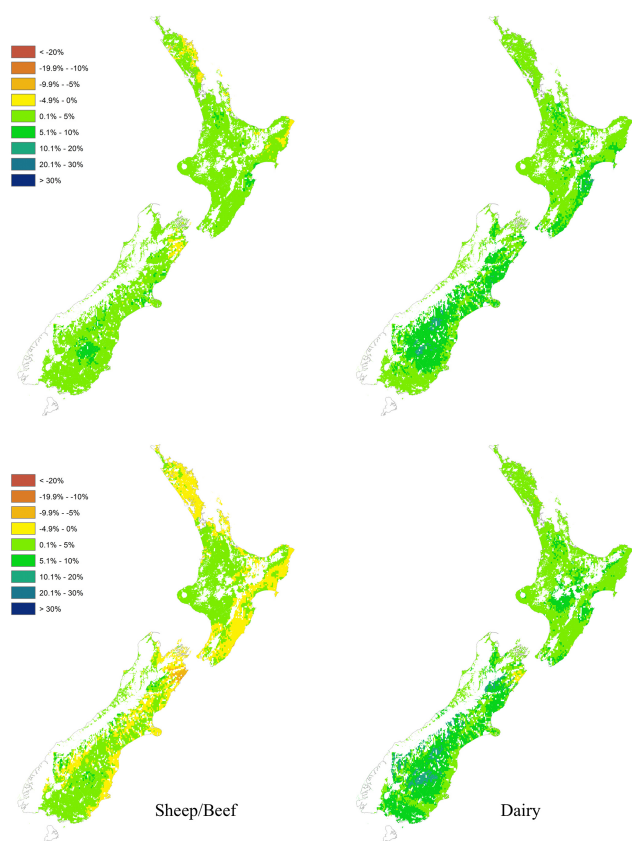 < -20%
-19.9% - -10%
-9.9% - -5%
-4.9% - 0%
0.1% - 5%
5.1% - 10%
10.1% - 20%
20.1% - 30%
> 30%
< -20%
-19.9% - -10%
-9.9% - -5%
-4.9% - 0%
0.1% - 5%
5.1% - 10%
10.1% - 20%
20.1% - 30%
> 30%
Sheep/Beef
Dairy